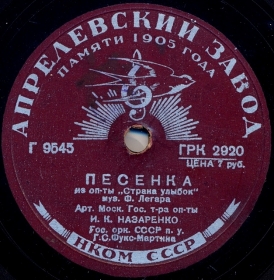 АПРЕЛЕВСКИЙ ЗАВОД
ПАМЯТИ 1905 ГОДА
Г 9545
ГРК 2920
ЦЕНА 7 руб.
ПЕСЕНКА
из оп-ты „Страна улыбок"
муз. Ф. Легара
Арт. Моск. Гос. т-ра оп-ты
И. К. НАЗАРЕНКО
Гос. орк. СССР п. у.
Г. С. Фукс-Мартина
НКОМ СССР